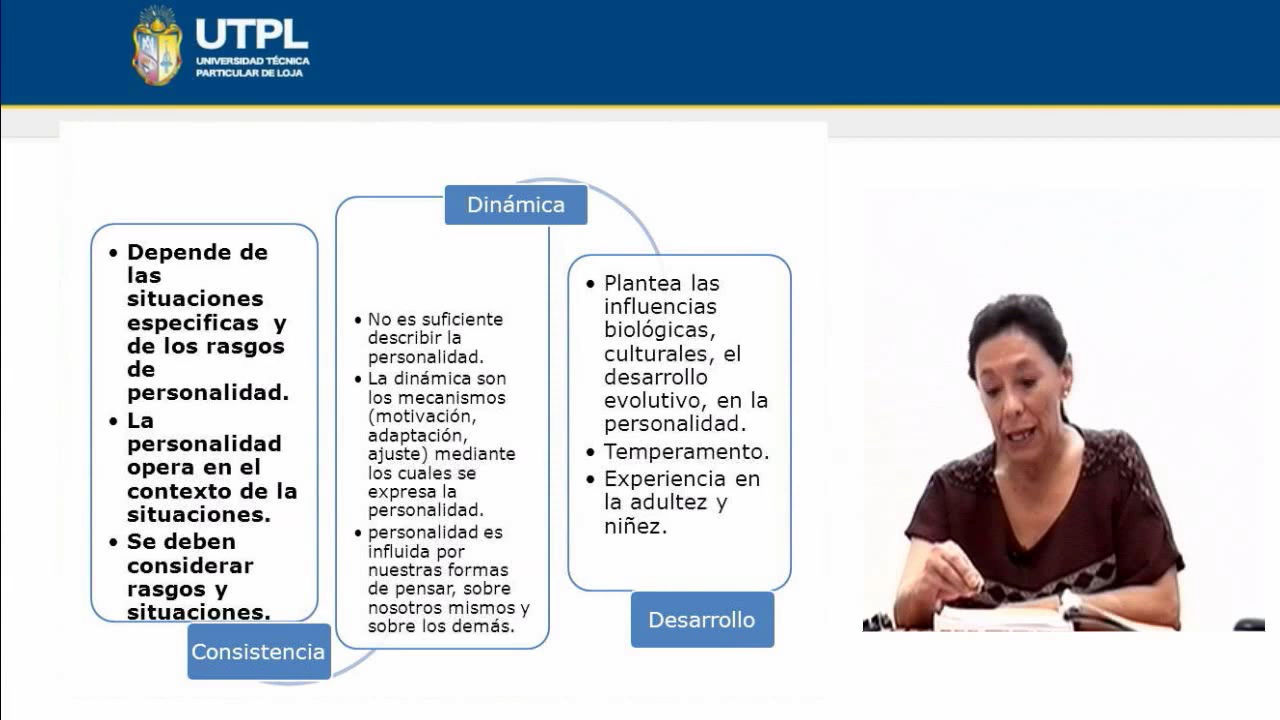 UTPL
UNIVERSIDAD TÉCNICA
PARTICULAR DE LOJA
• Depende de
las
situaciones
especificas y
de los rasgos
de
personalidad.
• La
personalidad
opera en el
contexto de la
situaciones.
• Se deben
considerar
rasgos y
situaciones.
Consistencia
Dinámica
• No es suficiente
describir la
personalidad.
• La dinámica son
los mecanismos
(motivación,
adaptación,
ajuste) mediante
los cuales se
expresa la
personalidad.
• personalidad es
influida por
nuestras formas
de pensar, sobre
nosotros mismos y
sobre los demás.
• Plantea las
influencias
biológicas,
culturales, el
desarrollo
evolutivo, en la
personalidad.
• Temperamento.
• Experiencia en
la adultez y
niñez.
Desarrollo